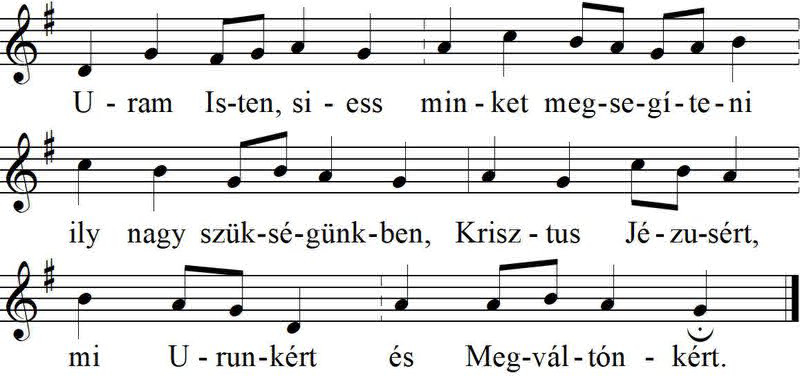 U - ram Is-ten, si - ess min - ket meg-se-gí-te-ni
ily nagy szük-sé-günk-ben, Krisz - tus Jé-zu-sért,
mi U - run-kért és Meg-vál-tón - kért.